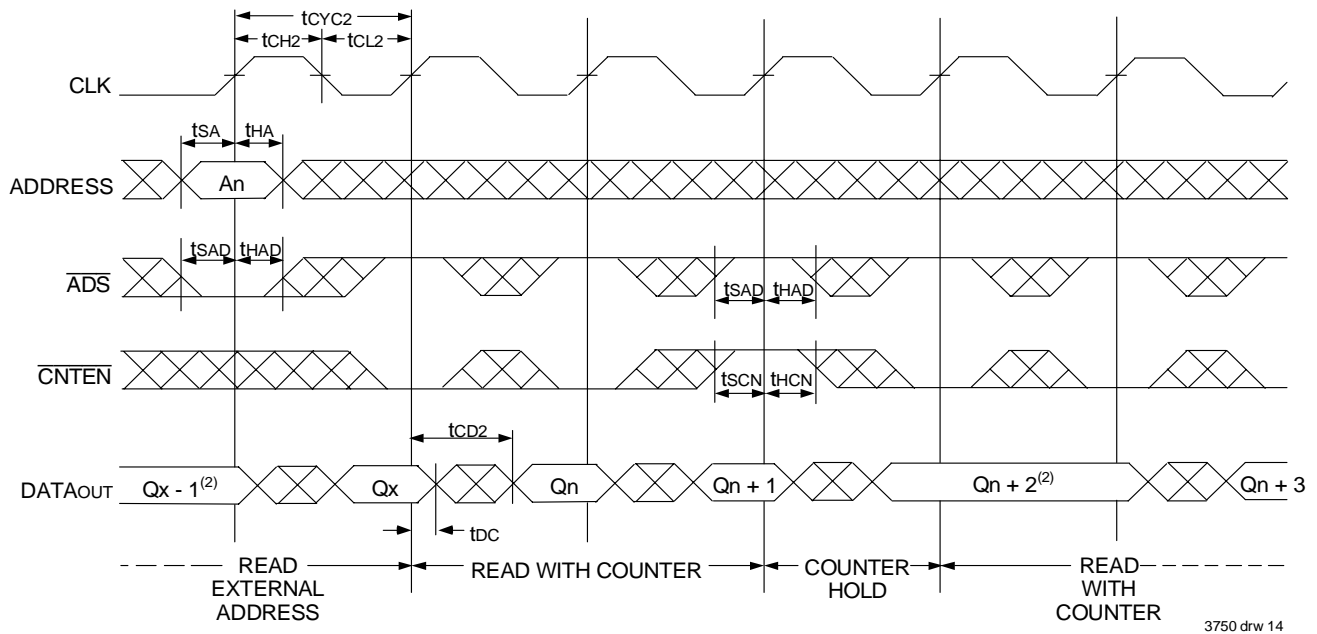 tCYC2
tCH2 tCL2
CLK
tSA tHA
ADDRESS An
tSAD tHAD
ADS
tSAD tHAD
CNTEN
tSCN tHCN
tCD2
DATAOUT Qx - 1(2) Qx Qn Qn + 1 Qn + 2(2) Qn + 3
tDC
READ EXTERNAL ADDRESS
READ WITH COUNTER
COUNTER HOLD
READ WITH COUNTER
3750 drw 14